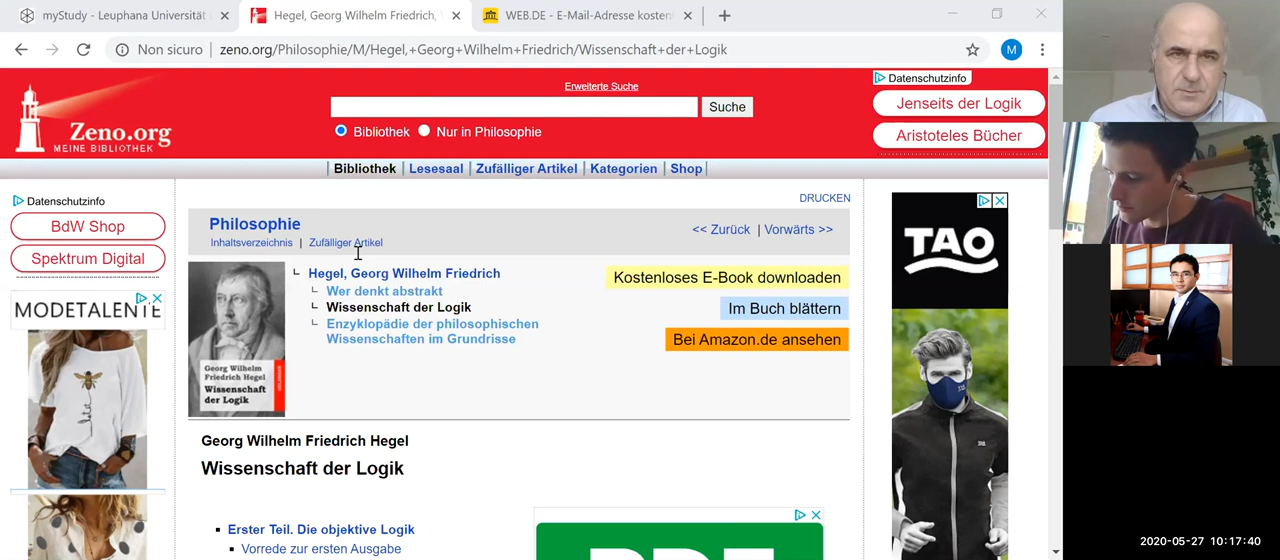 myStudy - Leuphana Universität
Hegel, Georg Wilhelm Friedrich,
WEB.DE - E-Mail-Adresse kosten
Non sicuro
zeno.org/Philosophie/M/Hegel,+Georg+Wilhelm+Friedrich/Wissenschaft+der+Logik
M
Erweiterte Suche
Datenschutzinfo
Suche
Jenseits der Logik
Zeno.org
MEINE BIBLIOTHEK
Bibliothek
Nur in Philosophie
Aristoteles Bücher
Bibliothek | Lesesaal | Zufälliger Artikel | Kategorien | Shop
Datenschutzinfo
BdW Shop
Spektrum Digital
MODETALENTE
DRUCKEN
Philosophie
Inhaltsverzeichnis | Zufälliger Artikel
<< Zurück | Vorwärts >>
Hegel, Georg Wilhelm Friedrich
Wer denkt abstrakt
Wissenschaft der Logik
Enzyklopädie der philosophischen
Wissenschaften im Grundrisse
Kostenloses E-Book downloaden
Im Buch blättern
Bei Amazon.de ansehen
Georg Wilhelm
Friedrich Hegel
Wissenschaft
der Logik
TAO
Georg Wilhelm Friedrich Hegel
Wissenschaft der Logik
Erster Teil. Die objektive Logik
Vorrede zur ersten Ausgabe
2020-05-27 10:17:40